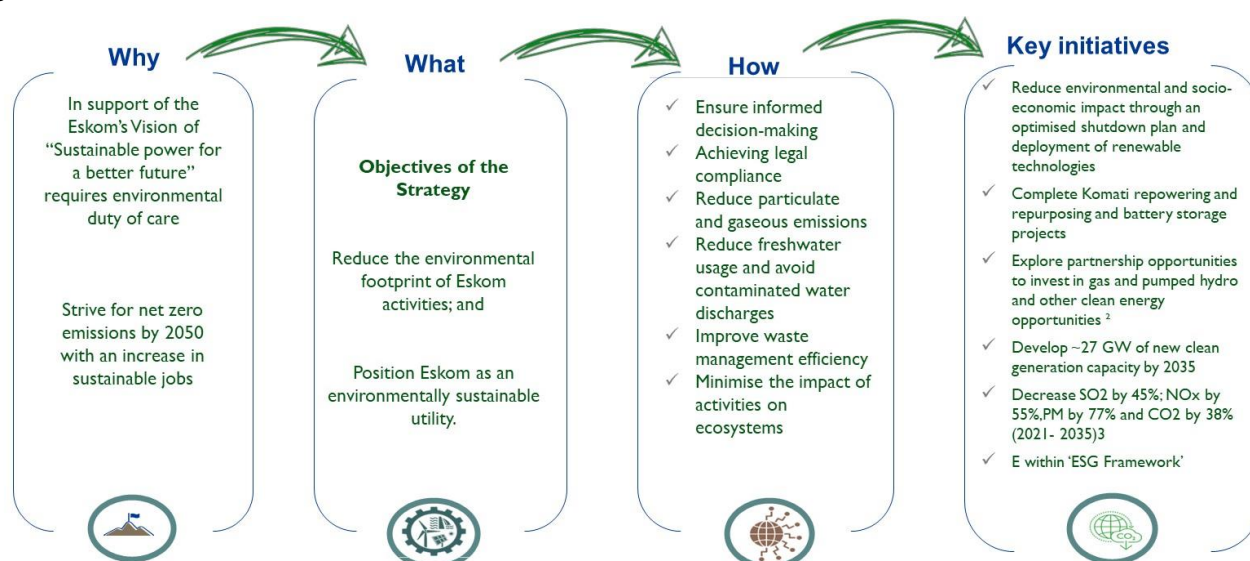 Why
In support of the
Eskom's Vision of
“Sustainable power for
a better future”
requires environmental
duty of care
Strive for net zero
emissions by 2050
with an increase in
sustainable jobs
What
Objectives of the
Strategy
Reduce the environmental
footprint of Eskom
activities; and
Position Eskom as an
environmentally sustainable
utility.
How
✓ Ensure informed
decision-making
✓ Achieving legal
compliance
✓ Reduce particulate
and gaseous emissions
✓ Reduce freshwater
usage and avoid
contaminated water
discharges
✓ Improve waste
management efficiency
✓ Minimise the impact of
activities on
ecosystems
Key initiatives
✓ Reduce environmental and socio-
economic impact through an
optimised shutdown plan and
deployment of renewable
technologies
✓ Complete Komati repowering and
repurposing and battery storage
projects
✓ Explore partnership opportunities
to invest in gas and pumped hydro
and other clean energy
opportunities ²
✓ Develop ~27 GW of new clean
generation capacity by 2035
✓ Decrease SO2 by 45%; NOx by
55%,PM by 77% and CO2 by 38%
(2021- 2035)3
✓ E within ‘ESG Framework’
CO₂